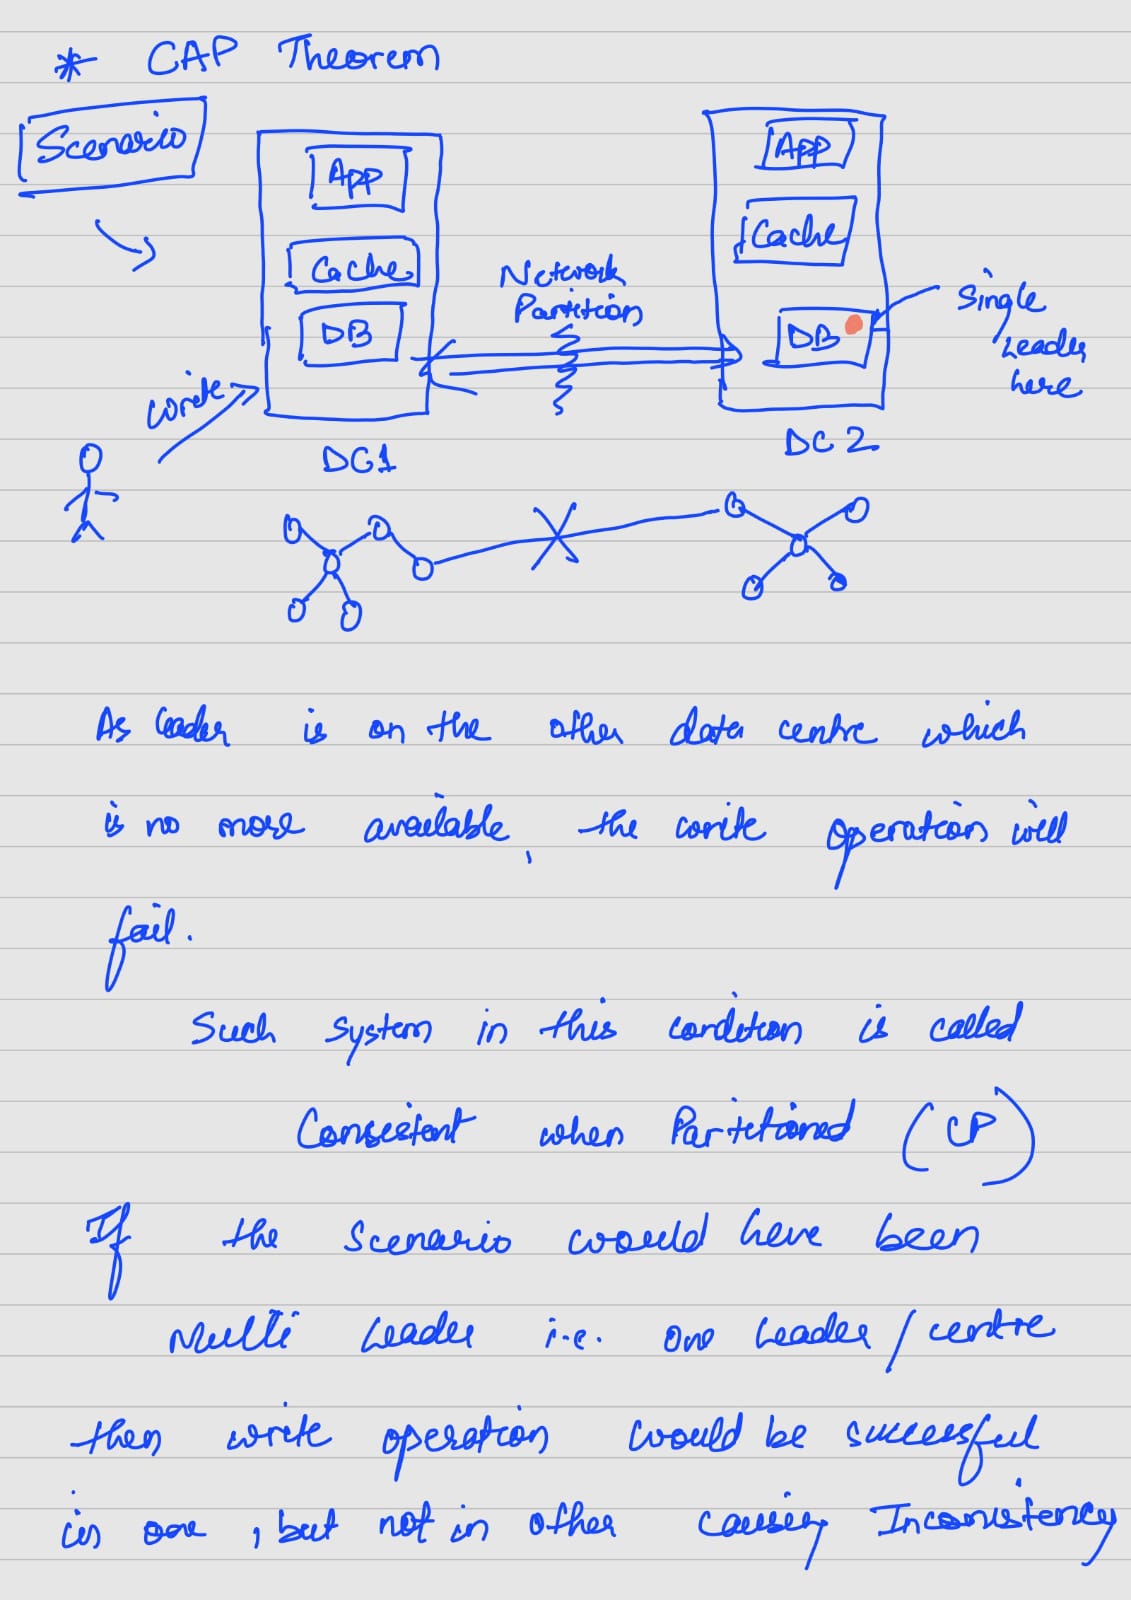 * CAP Theorem
Scenario
App
Cache
DB
write
DC1
Network
Partition
App
Cache
DB
Single
Leader
here
DC2
As leader is on the other data centre which
is no more available, the write operation will
fail.
Such system in this condition is called
Consistent when Partitioned (CP)
If the Scenario would have been
Multi Leader i.e. one Leader/centre
then write operation would be successful
in one, but not in other causing Inconsistency